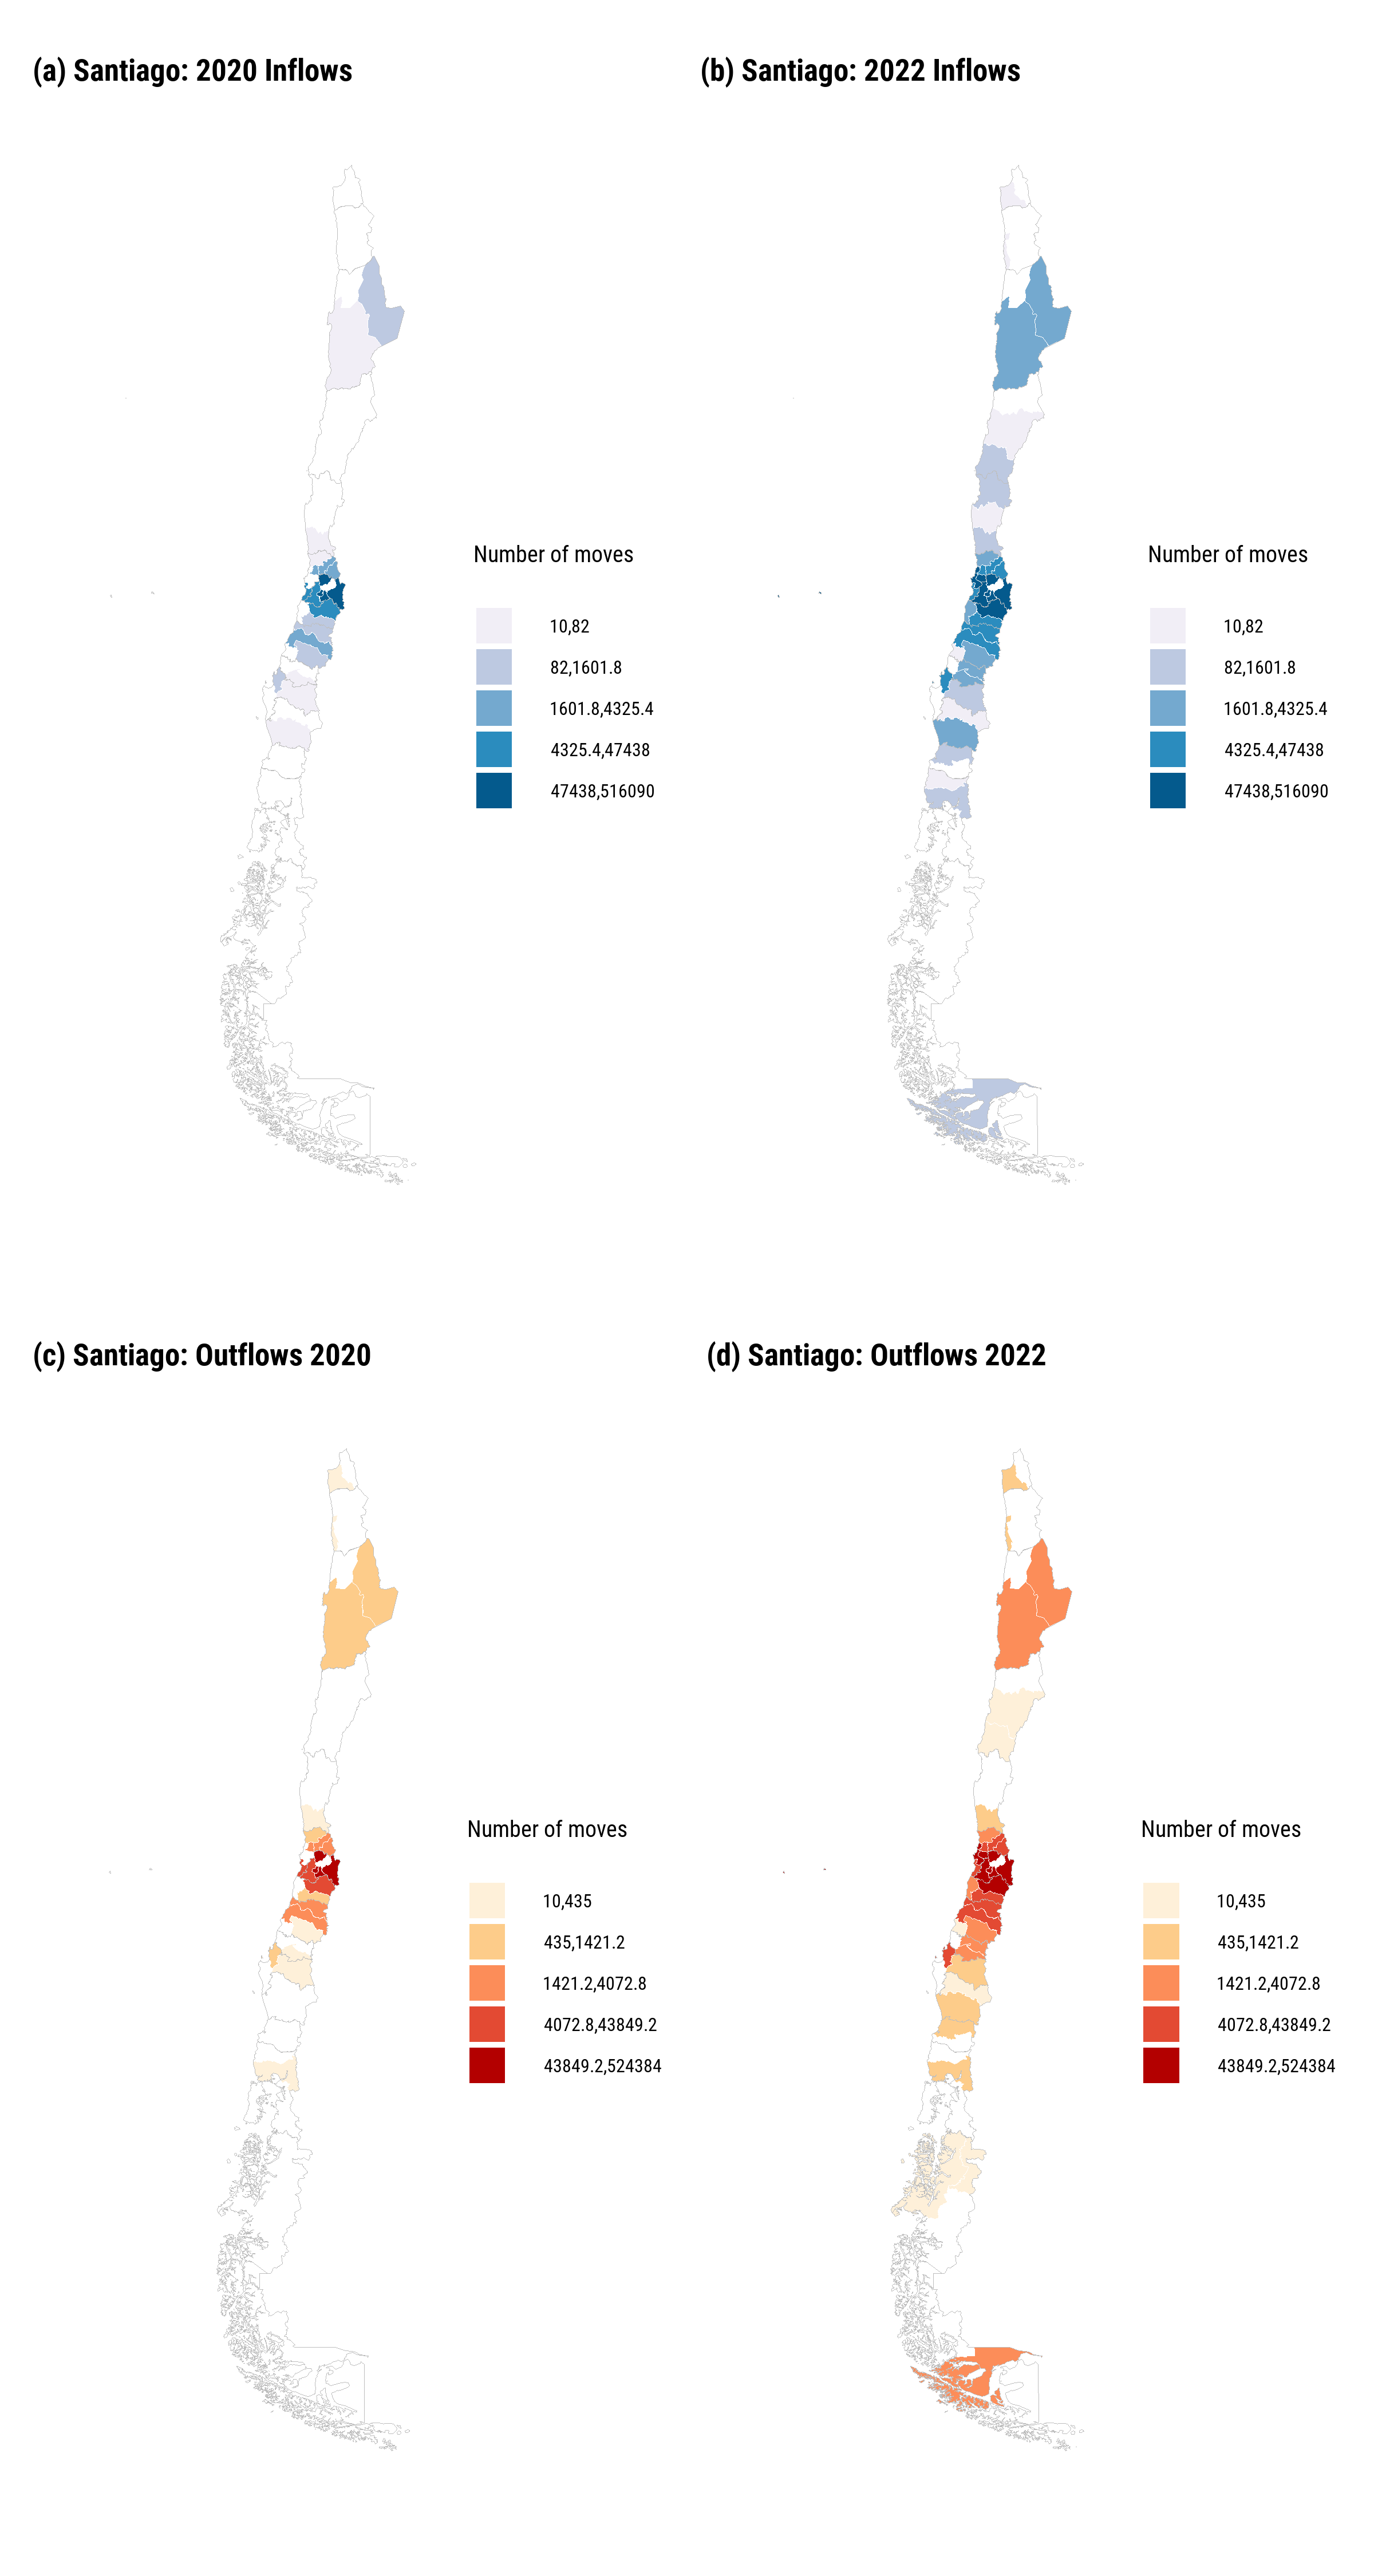 (a) Santiago: 2020 Inflows
(b) Santiago: 2022 Inflows
Number of moves
10,82
82,1601.8
1601.8,4325.4
4325.4,47438
47438,516090
Number of moves
10,82
82,1601.8
1601.8,4325.4
4325.4,47438
47438,516090
(c) Santiago: Outflows 2020
(d) Santiago: Outflows 2022
Number of moves
10,435
435,1421.2
1421.2,4072.8
4072.8,43849.2
43849.2,524384
Number of moves
10,435
435,1421.2
1421.2,4072.8
4072.8,43849.2
43849.2,524384